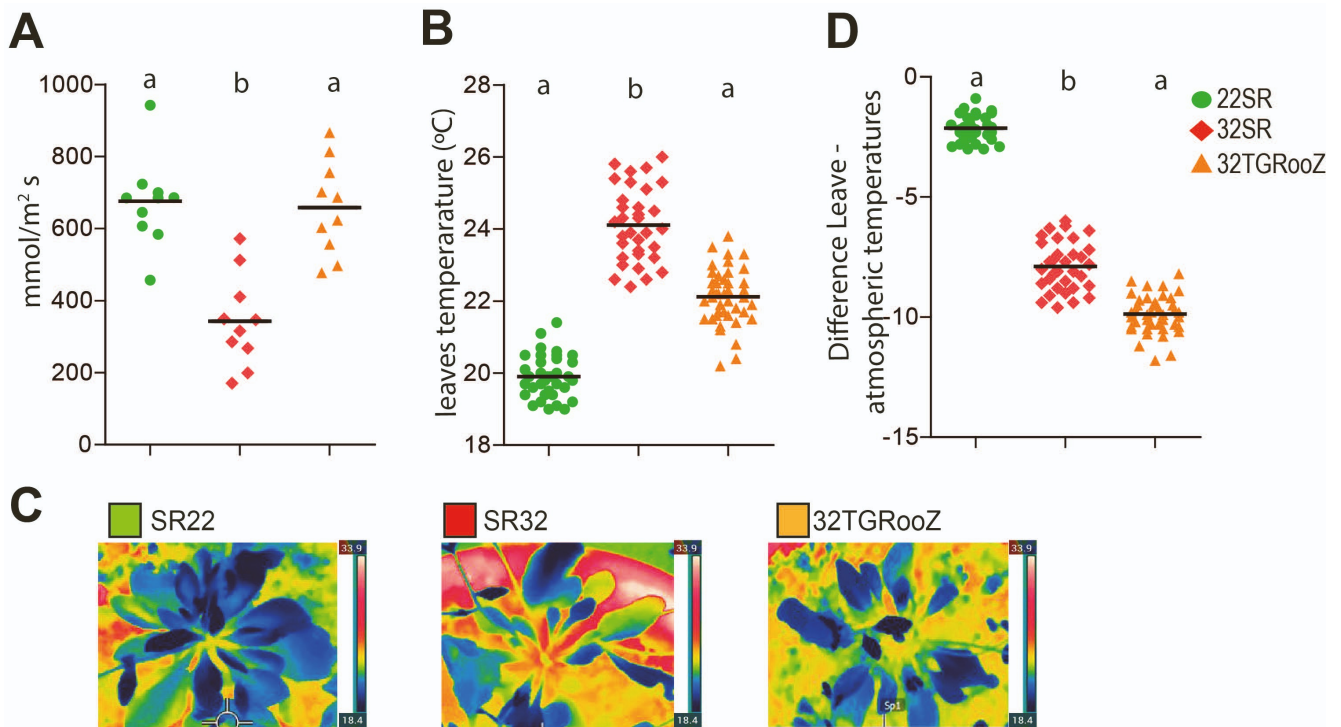 A
mmol/m² s
1000
800
600
400
200
0
a b a
B
leaves temperarature (ºC)
28
26
24
22
20
18
a b a
D
Difference Leave -
atmospheric temperatures
0
-5
-10
-15
a b a
22SR
32SR
32TGRooZ
C
SR22
33.9
18.4
SR32
33.9
18.4
32TGRooZ
33.9
Sp1
18.4